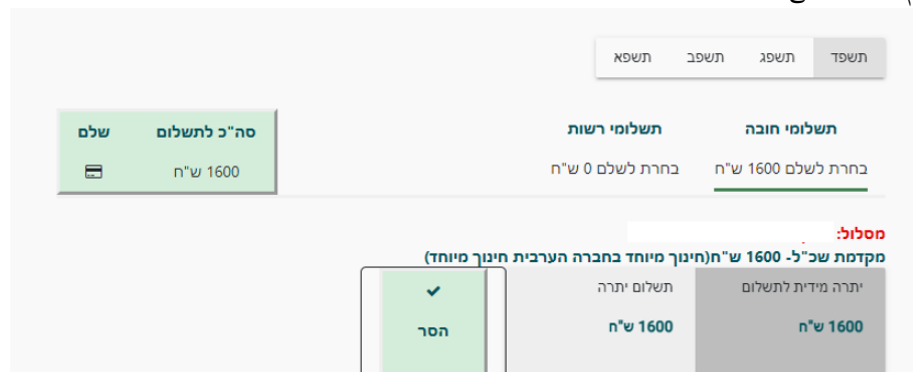 תשפד תשפג תשפב תשפא
תשלומי חובה תשלומי רשות סה"כ לתשלום שלם
בחרת לשלם 1600 ש"ח בחרת לשלם 0 ש"ח 1600 ש"ח
מסלול:
מקדמת שכ"ל- 1600 ש"ח(חינוך מיוחד בחברה הערבית חינוך מיוחד)
יתרה מידית לתשלום תשלום יתרה
1600 ש"ח 1600 ש"ח הסר